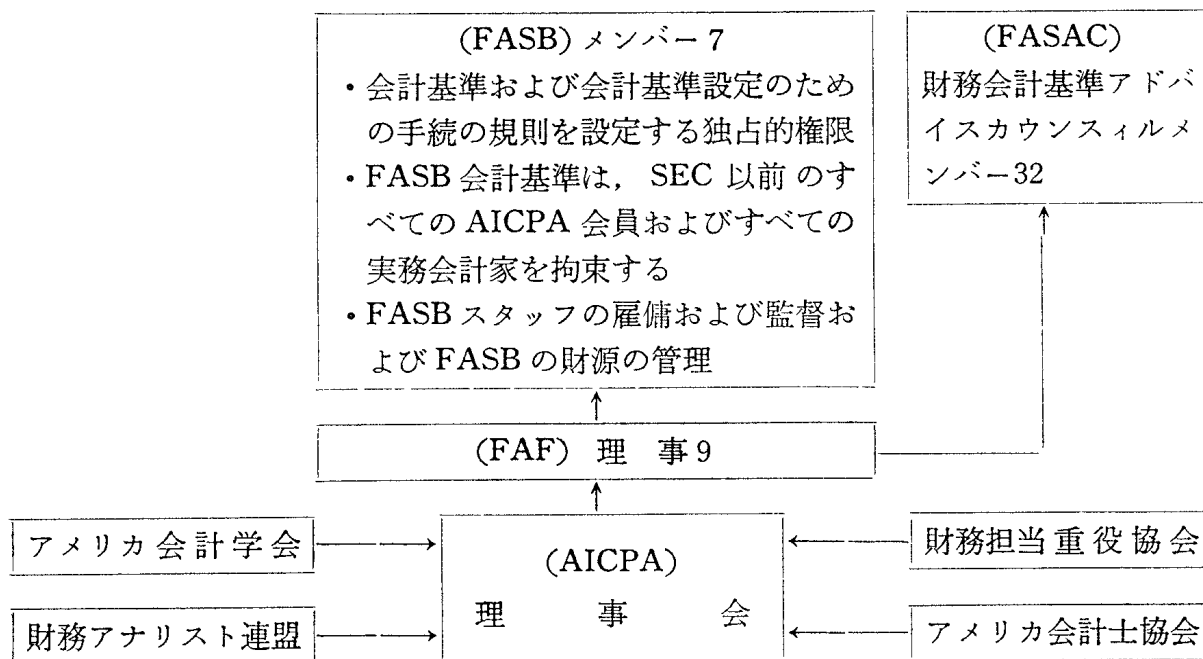 (FASB) メンバー7
・会計基準および会計基準設定のため
の手続の規則を設定する独占的権限
・FASB 会計基準は， SEC 以前のす
べての AICPA 会員およびすべての
実務会計家を拘束する
・FASB スタッフの雇傭および監督お
よび FASB の財源の管理
(FASAC)
財務会計基準アドバ
イスカウンスィルメ
ンバー32
(FAF) 理 事9
アメリカ会計学会
財務アナリスト連盟
(AICPA)
理 事 会
財務担当重役協会
アメリカ会計士協会